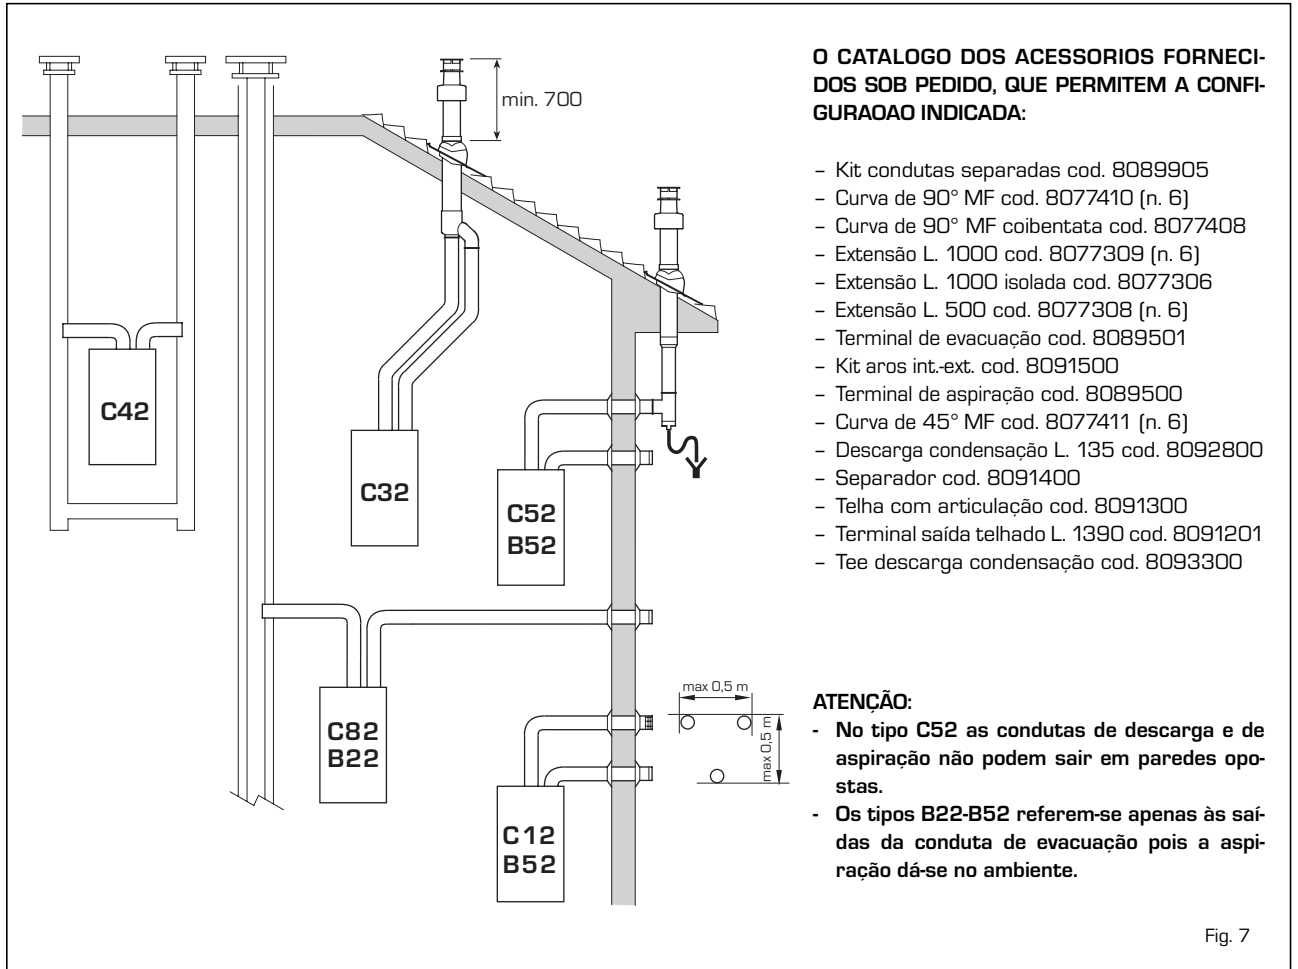 O CATALOGO DOS ACESSORIOS FORNECI-
DOS SOB PEDIDO, QUE PERMITEM A CONFI-
GURAOAO INDICADA:
– Kit condutas separadas cod. 8089905
– Curva de 90° MF cod. 8077410 (n. 6)
– Curva de 90° MF coibentata cod. 8077408
– Extensão L. 1000 cod. 8077309 (n. 6)
– Extensão L. 1000 isolada cod. 8077306
– Extensão L. 500 cod. 8077308 (n. 6)
– Terminal de evacuação cod. 8089501
– Kit aros int.-ext. cod. 8091500
– Terminal de aspiração cod. 8089500
– Curva de 45° MF cod. 8077411 (n. 6)
– Descarga condensação L. 135 cod. 8092800
– Separador cod. 8091400
– Telha com articulação cod. 8091300
– Terminal saída telhado L. 1390 cod. 8091201
– Tee descarga condensação cod. 8093300
ATENÇÃO:
- No tipo C52 as condutas de descarga e de
aspiração não podem sair em paredes opo-
stas.
- Os tipos B22-B52 referem-se apenas às saí-
das da conduta de evacuação pois a aspi-
ração dá-se no ambiente.
min. 700
C42
C32
C52
B52
C82
B22
C12
B52
max 0,5 m
max 0,5 m
Fig. 7